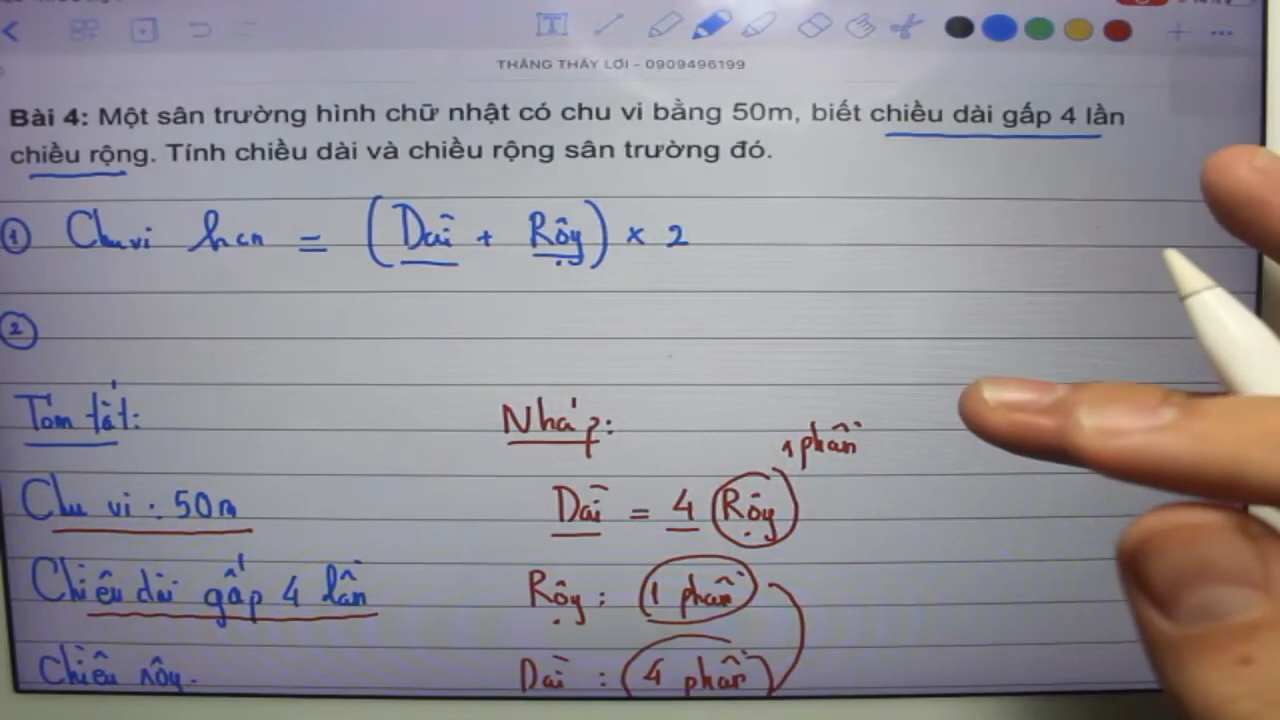 THẮNG THẦY LỢI - 0909496199
Bài 4: Một sân trường hình chữ nhật có chu vi bằng 50m, biết chiều dài gấp 4 lần
chiều rộng. Tính chiều dài và chiều rộng sân trường đó.
① Chu vi hcn = (Dài + Rộng) × 2
②
Tóm tắt:
Chu vi : 50m
Chiều dài gấp 4 lần
Chiều rộng.
Nháp:
1 phần
Dài = 4 Rộng
Rộng : 1 phần
Dài : 4 phần